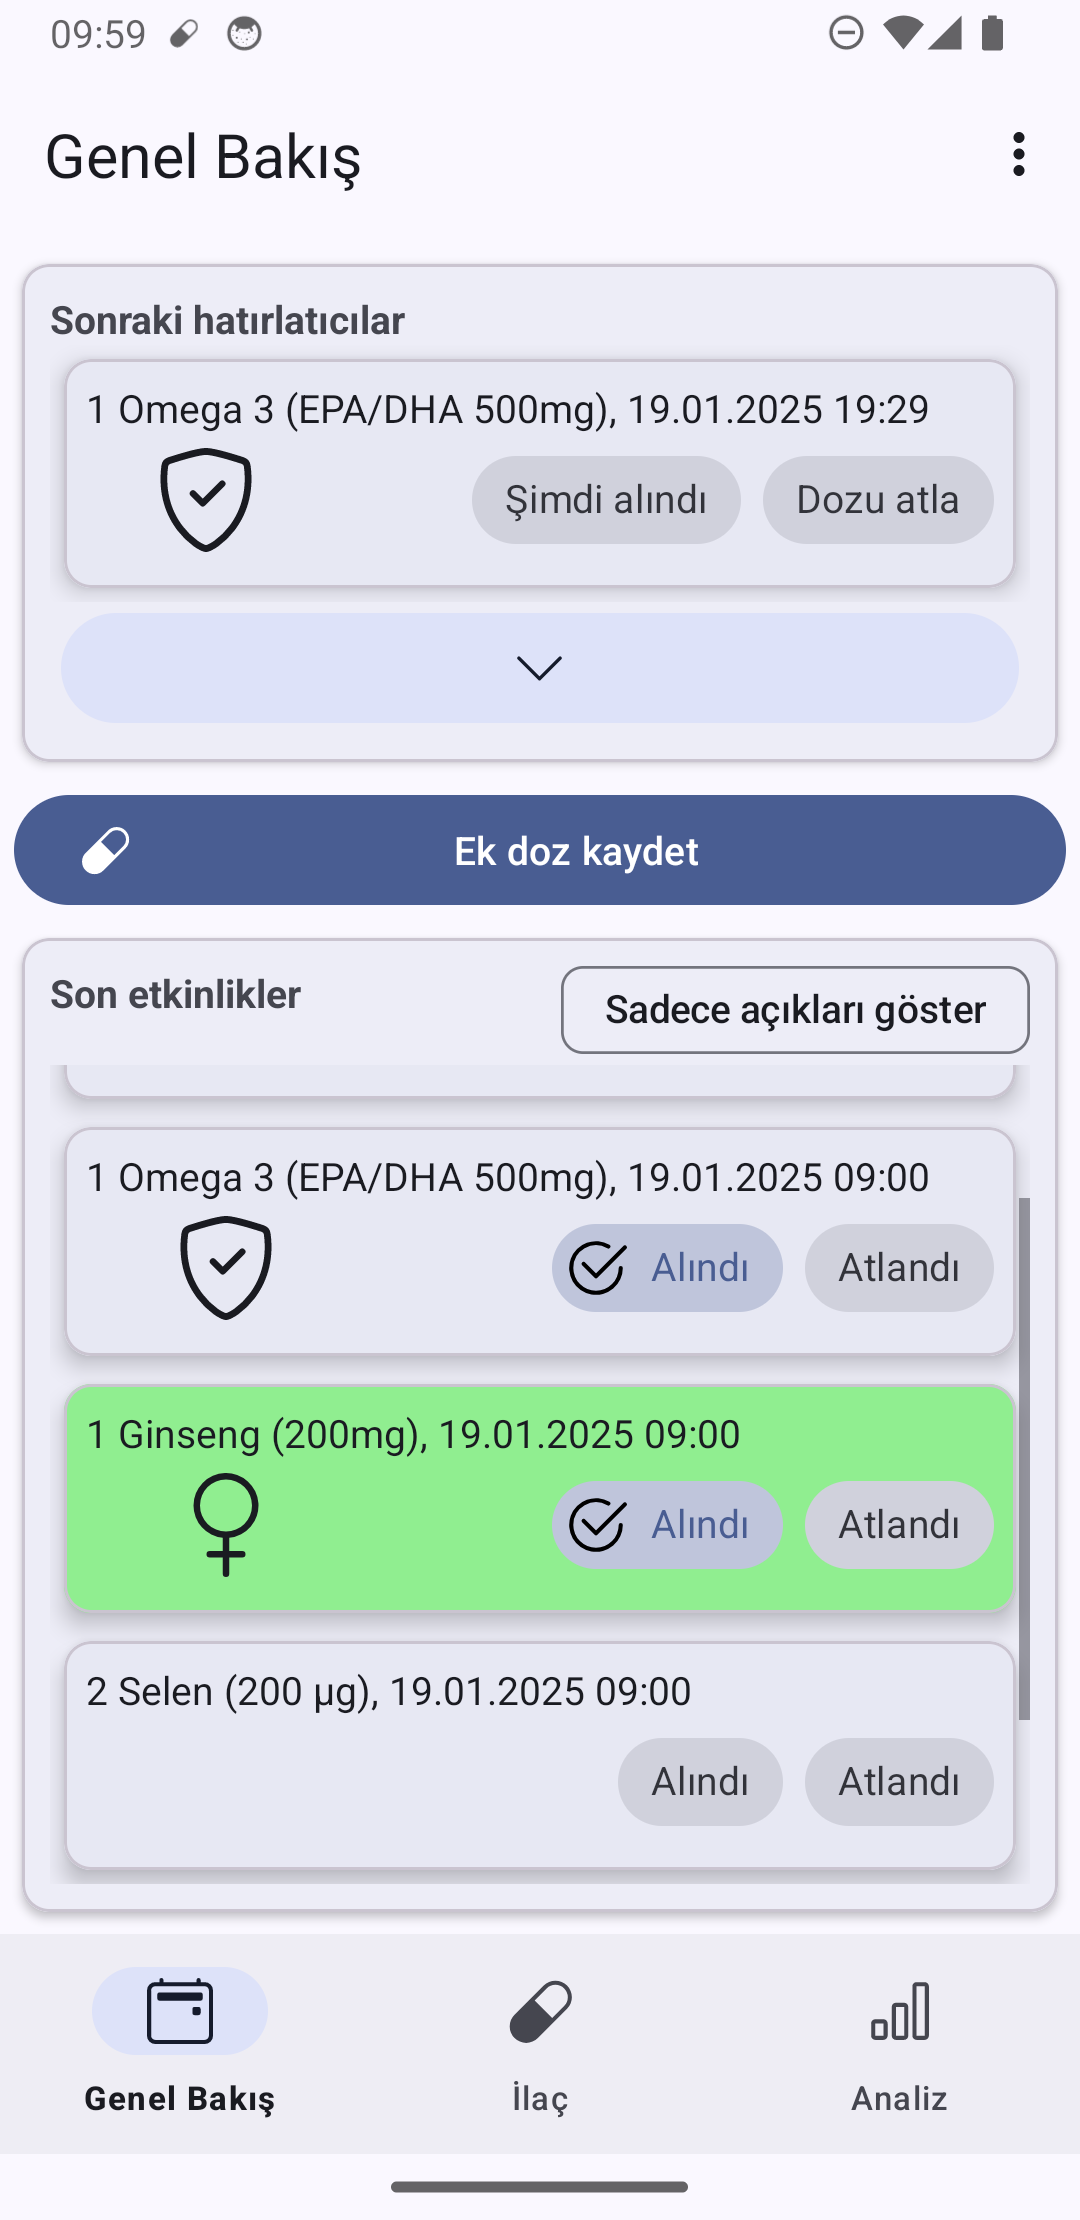 09:59
Genel Bakış
Sonraki hatırlatıcılar
1 Omega 3 (EPA/DHA 500mg), 19.01.2025 19:29
Şimdi alındı
Dozu atla
Ek doz kaydet
Son etkinlikler
Sadece açıkları göster
1 Omega 3 (EPA/DHA 500mg), 19.01.2025 09:00
Alındı
Atlandı
1 Ginseng (200mg), 19.01.2025 09:00
Alındı
Atlandı
2 Selen (200 µg), 19.01.2025 09:00
Alındı
Atlandı
Genel Bakış
İlaç
Analiz